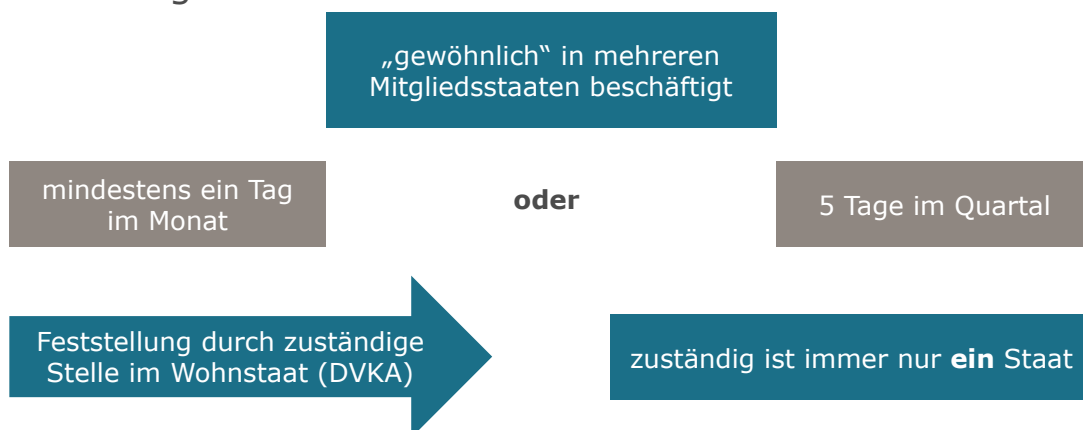 „gewöhnlich“ in mehreren
Mitgliedsstaaten beschäftigt
mindestens ein Tag
im Monat
oder
5 Tage im Quartal
Feststellung durch zuständige
Stelle im Wohnstaat (DVKA)
zuständig ist immer nur ein Staat